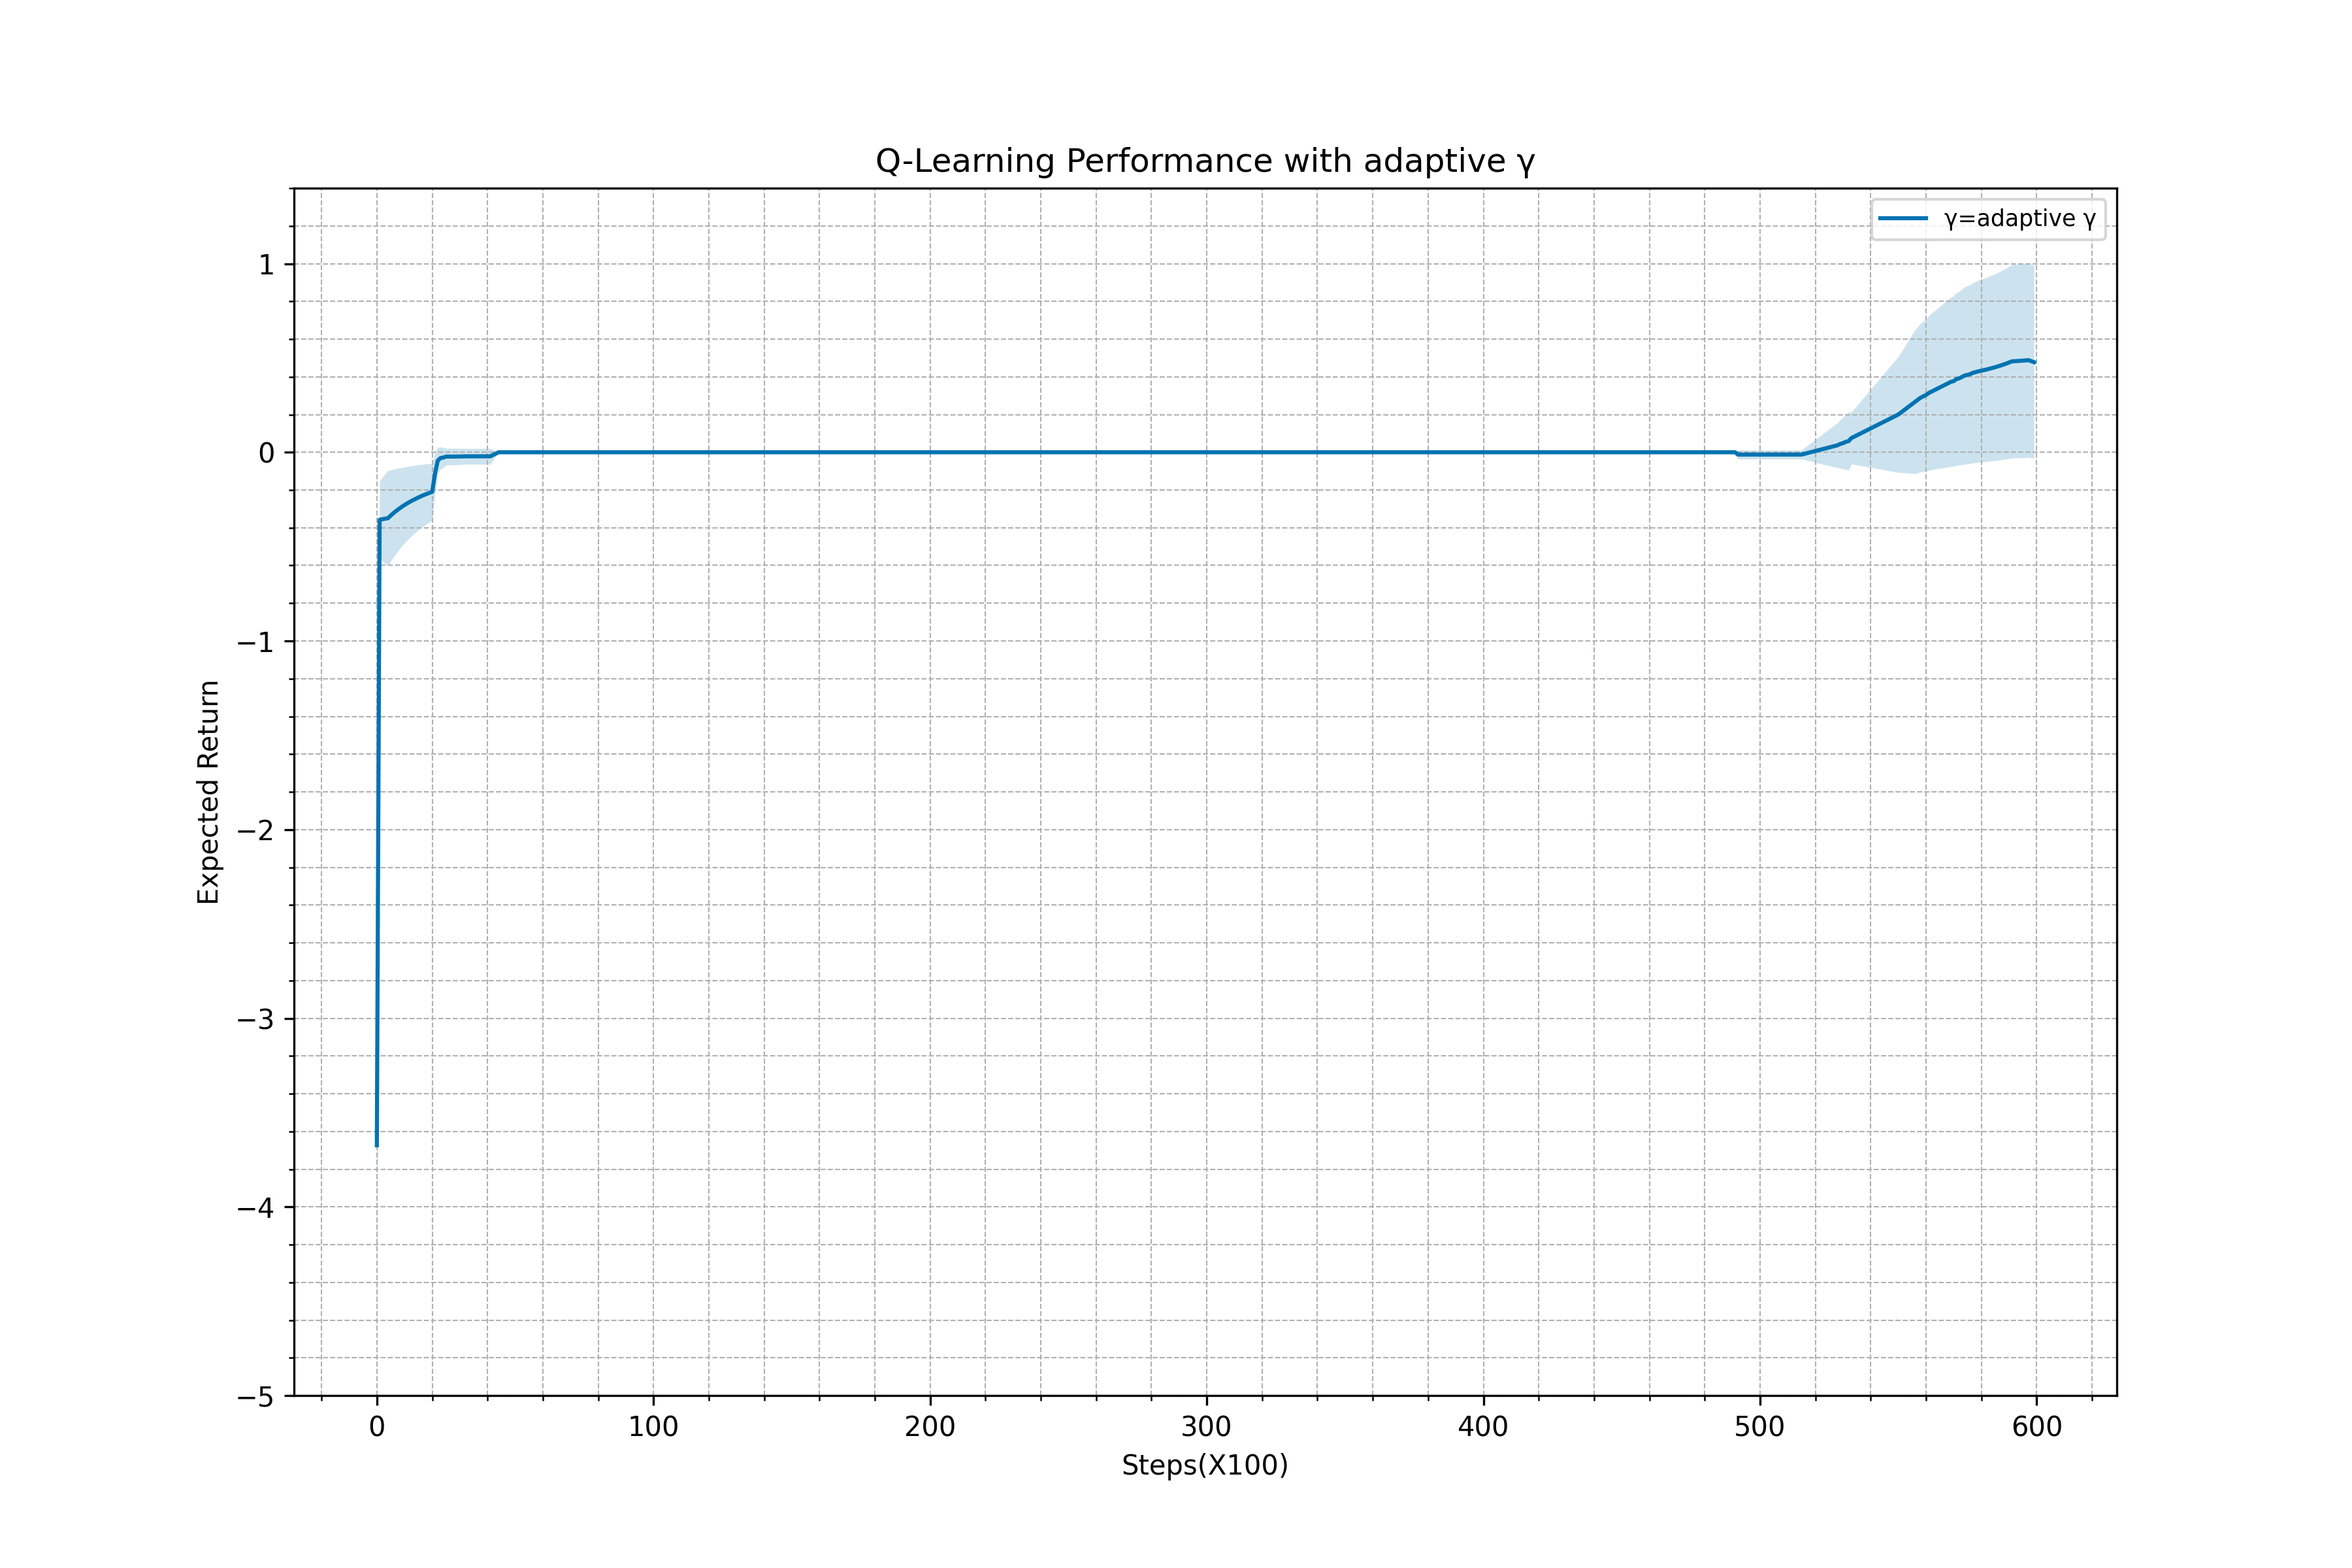 Q-Learning Performance with adaptive γ
γ=adaptive γ
1
0
−1
−2
−3
−4
−5
Expected Return
0 100 200 300 400 500 600
Steps(X100)